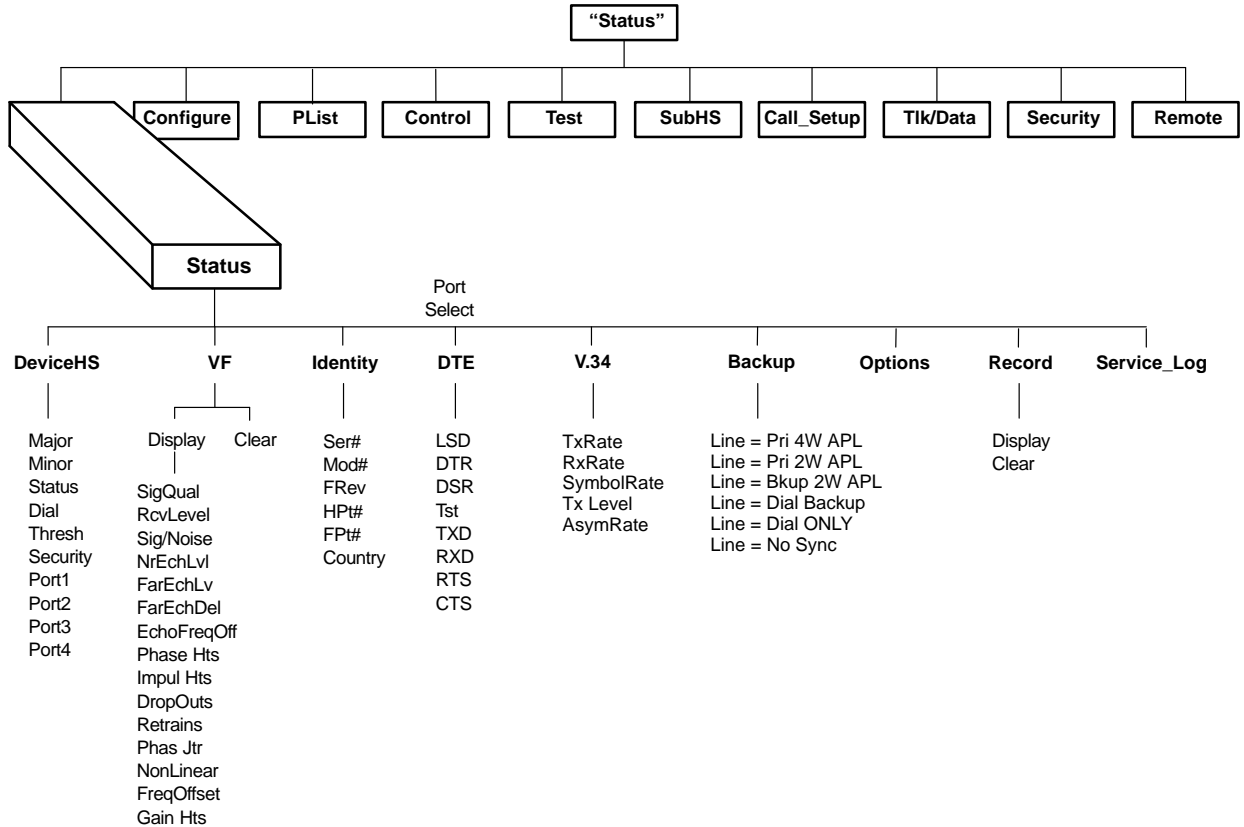 “Status”
Configure PList Control Test SubHS Call_Setup Tlk/Data Security Remote
Status
Port
Select
DeviceHS VF Identity DTE V.34 Backup Options Record Service_Log
Major
Minor
Status
Dial
Thresh
Security
Port1
Port2
Port3
Port4
Display Clear
SigQual
RcvLevel
Sig/Noise
NrEchLvl
FarEchLv
FarEchDel
EchoFreqOff
Phase Hts
Impul Hts
DropOuts
Retrains
Phas Jtr
NonLinear
FreqOffset
Gain Hts
Ser#
Mod#
FRev
HPt#
FPt#
Country
LSD
DTR
DSR
Tst
TXD
RXD
RTS
CTS
TxRate
RxRate
SymbolRate
Tx Level
AsymRate
Line = Pri 4W APL
Line = Pri 2W APL
Line = Bkup 2W APL
Line = Dial Backup
Line = Dial ONLY
Line = No Sync
Display
Clear